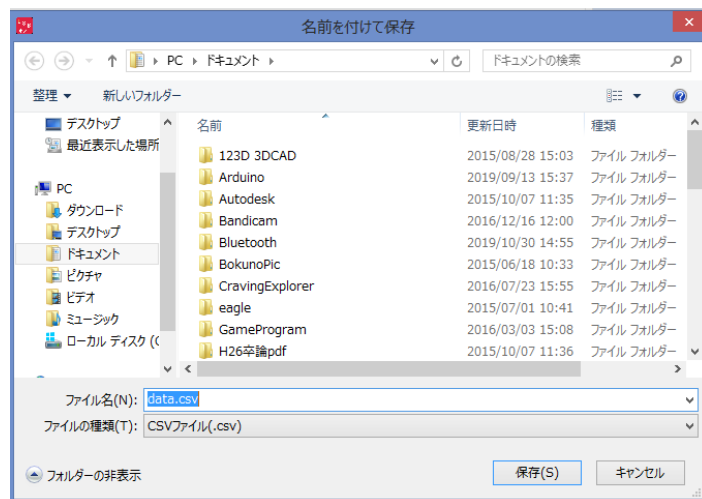 名前を付けて保存
PC ドキュメント ドキュメントの検索
整理 新しいフォルダー
デスクトップ
最近表示した場所
PC
ダウンロード
デスクトップ
ドキュメント
ピクチャ
ビデオ
ミュージック
ローカル ディスク (C
名前 更新日時 種類
123D 3DCAD 2015/08/28 15:03 ファイル フォルダー
Arduino 2019/09/13 15:37 ファイル フォルダー
Autodesk 2015/10/07 11:35 ファイル フォルダー
Bandicam 2016/12/16 12:00 ファイル フォルダー
Bluetooth 2019/10/30 14:55 ファイル フォルダー
BokunoPic 2015/06/18 10:33 ファイル フォルダー
CravingExplorer 2016/07/23 15:55 ファイル フォルダー
eagle 2015/07/01 10:41 ファイル フォルダー
GameProgram 2016/03/03 15:08 ファイル フォルダー
H26卒論pdf 2015/10/07 11:36 ファイル フォルダー
ファイル名(N): data.csv
ファイルの種類(T): CSVファイル(.csv)
フォルダーの非表示 保存(S) キャンセル